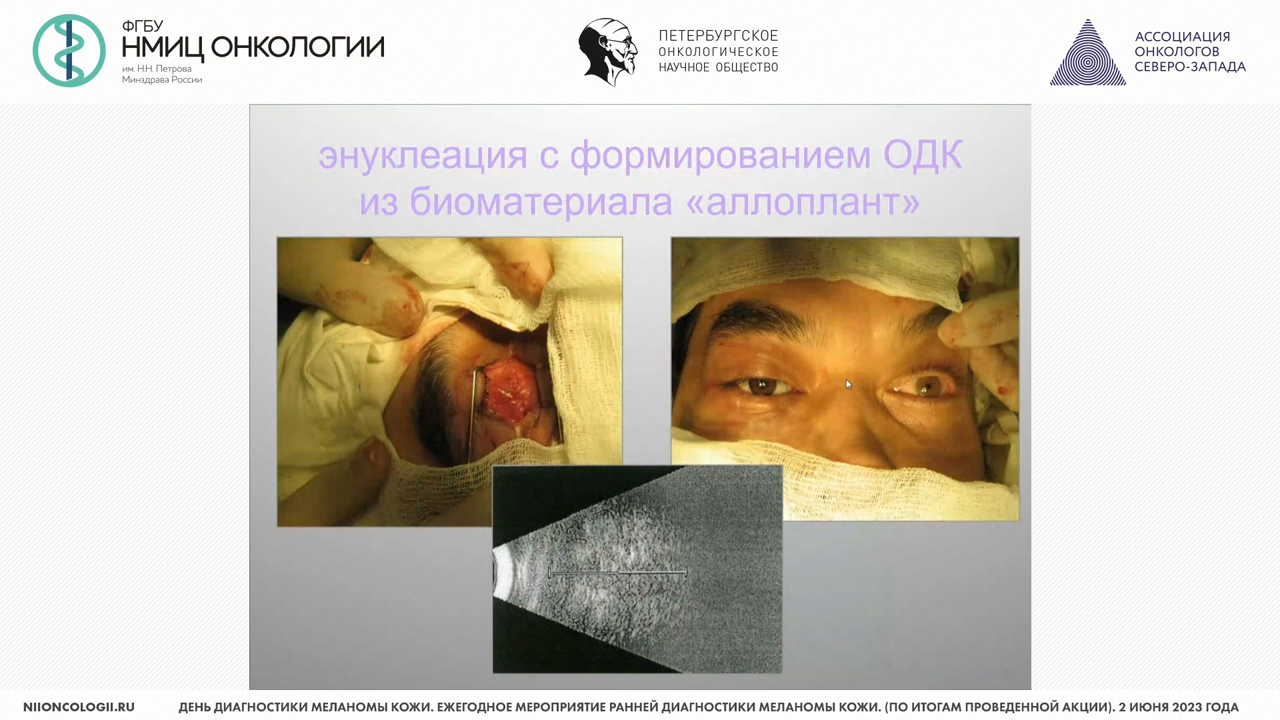 ФГБУ
НМИЦ ОНКОЛОГИИ
им. Н.Н. Петрова
Минздрава России
ПЕТЕРБУРГСКОЕ
ОНКОЛОГИЧЕСКОЕ
НАУЧНОЕ ОБЩЕСТВО
АССОЦИАЦИЯ
ОНКОЛОГОВ
СЕВЕРО-ЗАПАДА
энуклеация с формированием ОДК
из биоматериала «аллоплант»
NIIONCOLOGII.RU
ДЕНЬ ДИАГНОСТИКИ МЕЛАНОМЫ КОЖИ. ЕЖЕГОДНОЕ МЕРОПРИЯТИЕ РАННЕЙ ДИАГНОСТИКИ МЕЛАНОМЫ КОЖИ. (ПО ИТОГАМ ПРОВЕДЕННОЙ АКЦИИ). 2 ИЮНЯ 2023 ГОДА